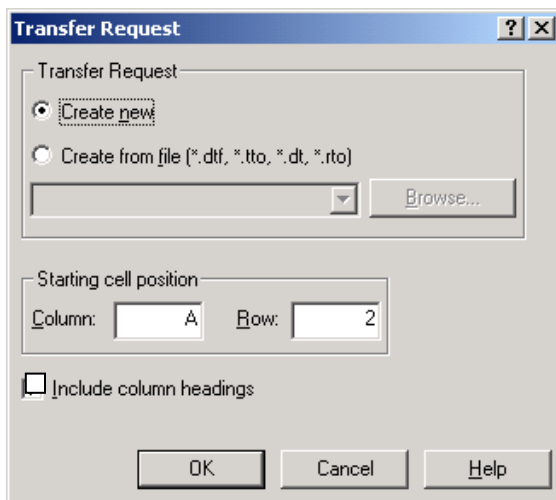 Transfer Request
Transfer Request
Create new
Create from file (*.dtf, *.tto, *.dt, *.rto)
Browse...
Starting cell position
Column: A Row: 2
Include column headings
OK Cancel Help